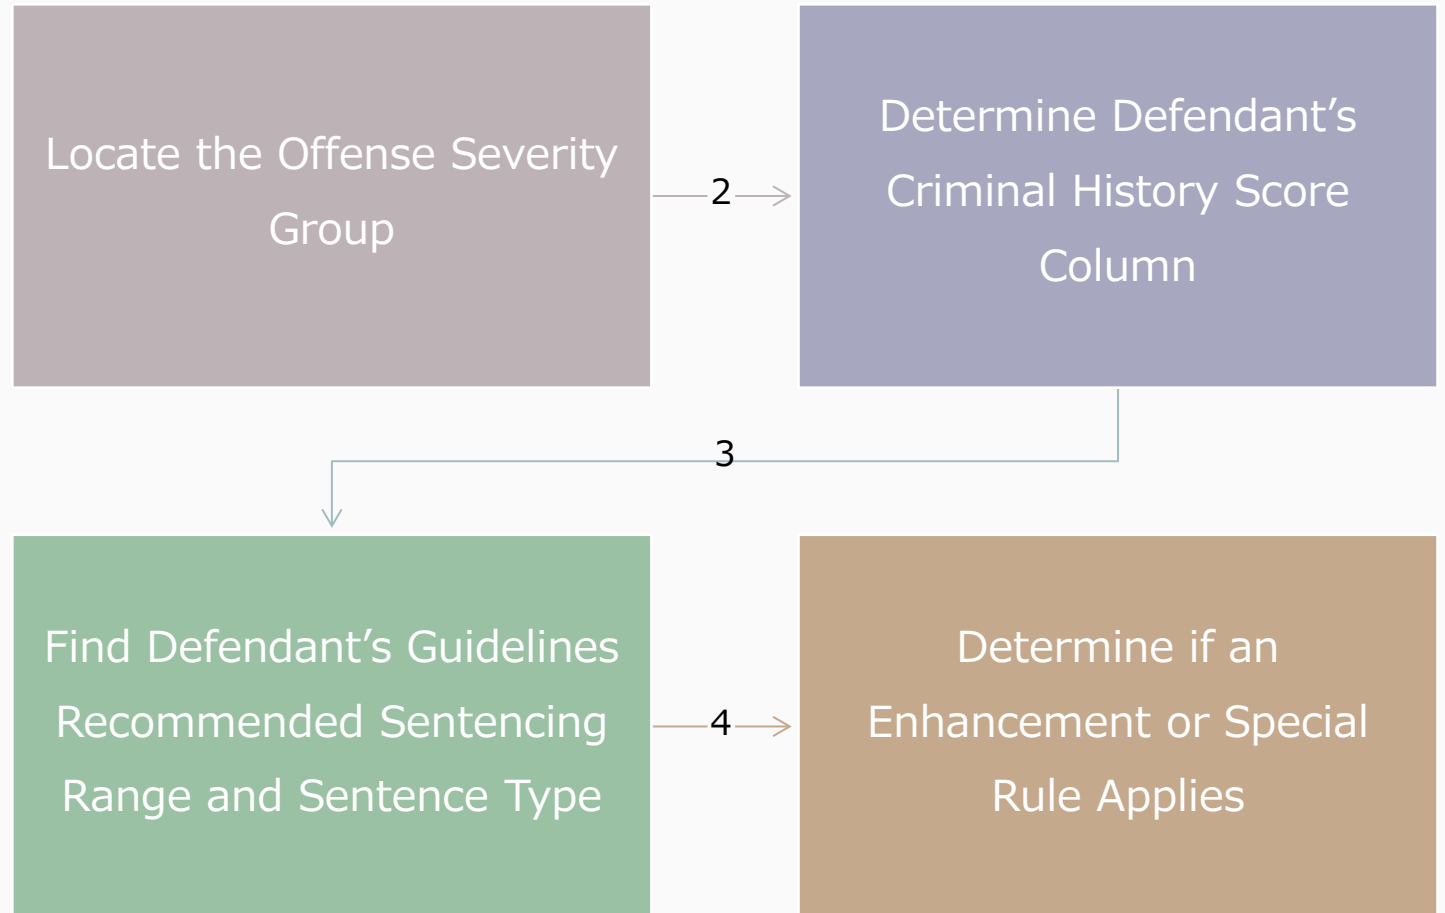 Locate the Offense Severity
Group
2
Determine Defendant’s
Criminal History Score
Column
3
Find Defendant’s Guidelines
Recommended Sentencing
Range and Sentence Type
4
Determine if an
Enhancement or Special
Rule Applies